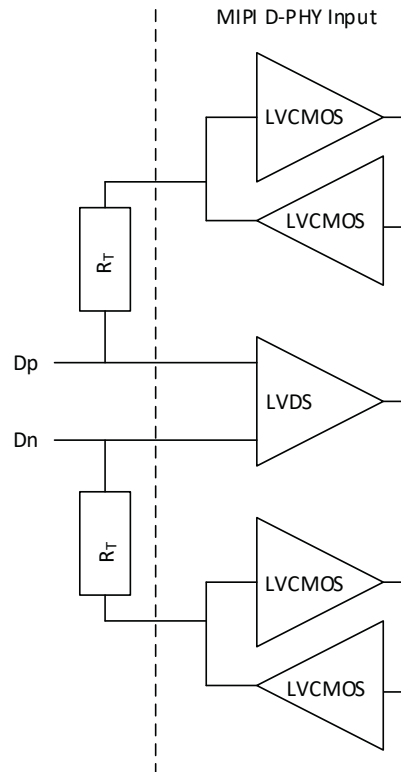 MIPI D-PHY Input
LVCMOS
LVCMOS
RT
Dp
LVDS
Dn
RT
LVCMOS
LVCMOS